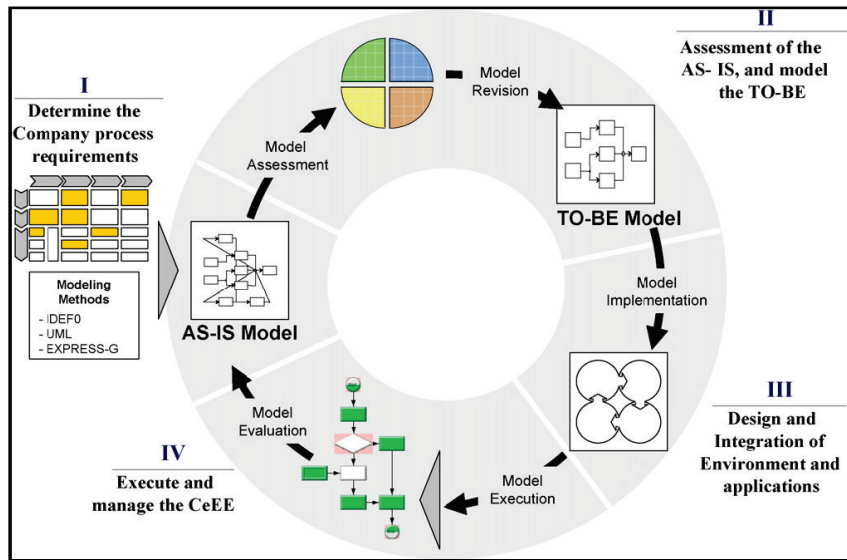 I
Determine the
Company process
requirements
Modeling
Methods
- IDEF0
- UML
- EXPRESS-G
AS-IS Model
Model
Assessment
Model
Revision
II
Assessment of the
AS- IS, and model
the TO-BE
TO-BE Model
Model
Implementation
III
Design and
Integration of
Environment and
applications
Model
Execution
IV
Execute and
manage the CeEE
Model
Evaluation